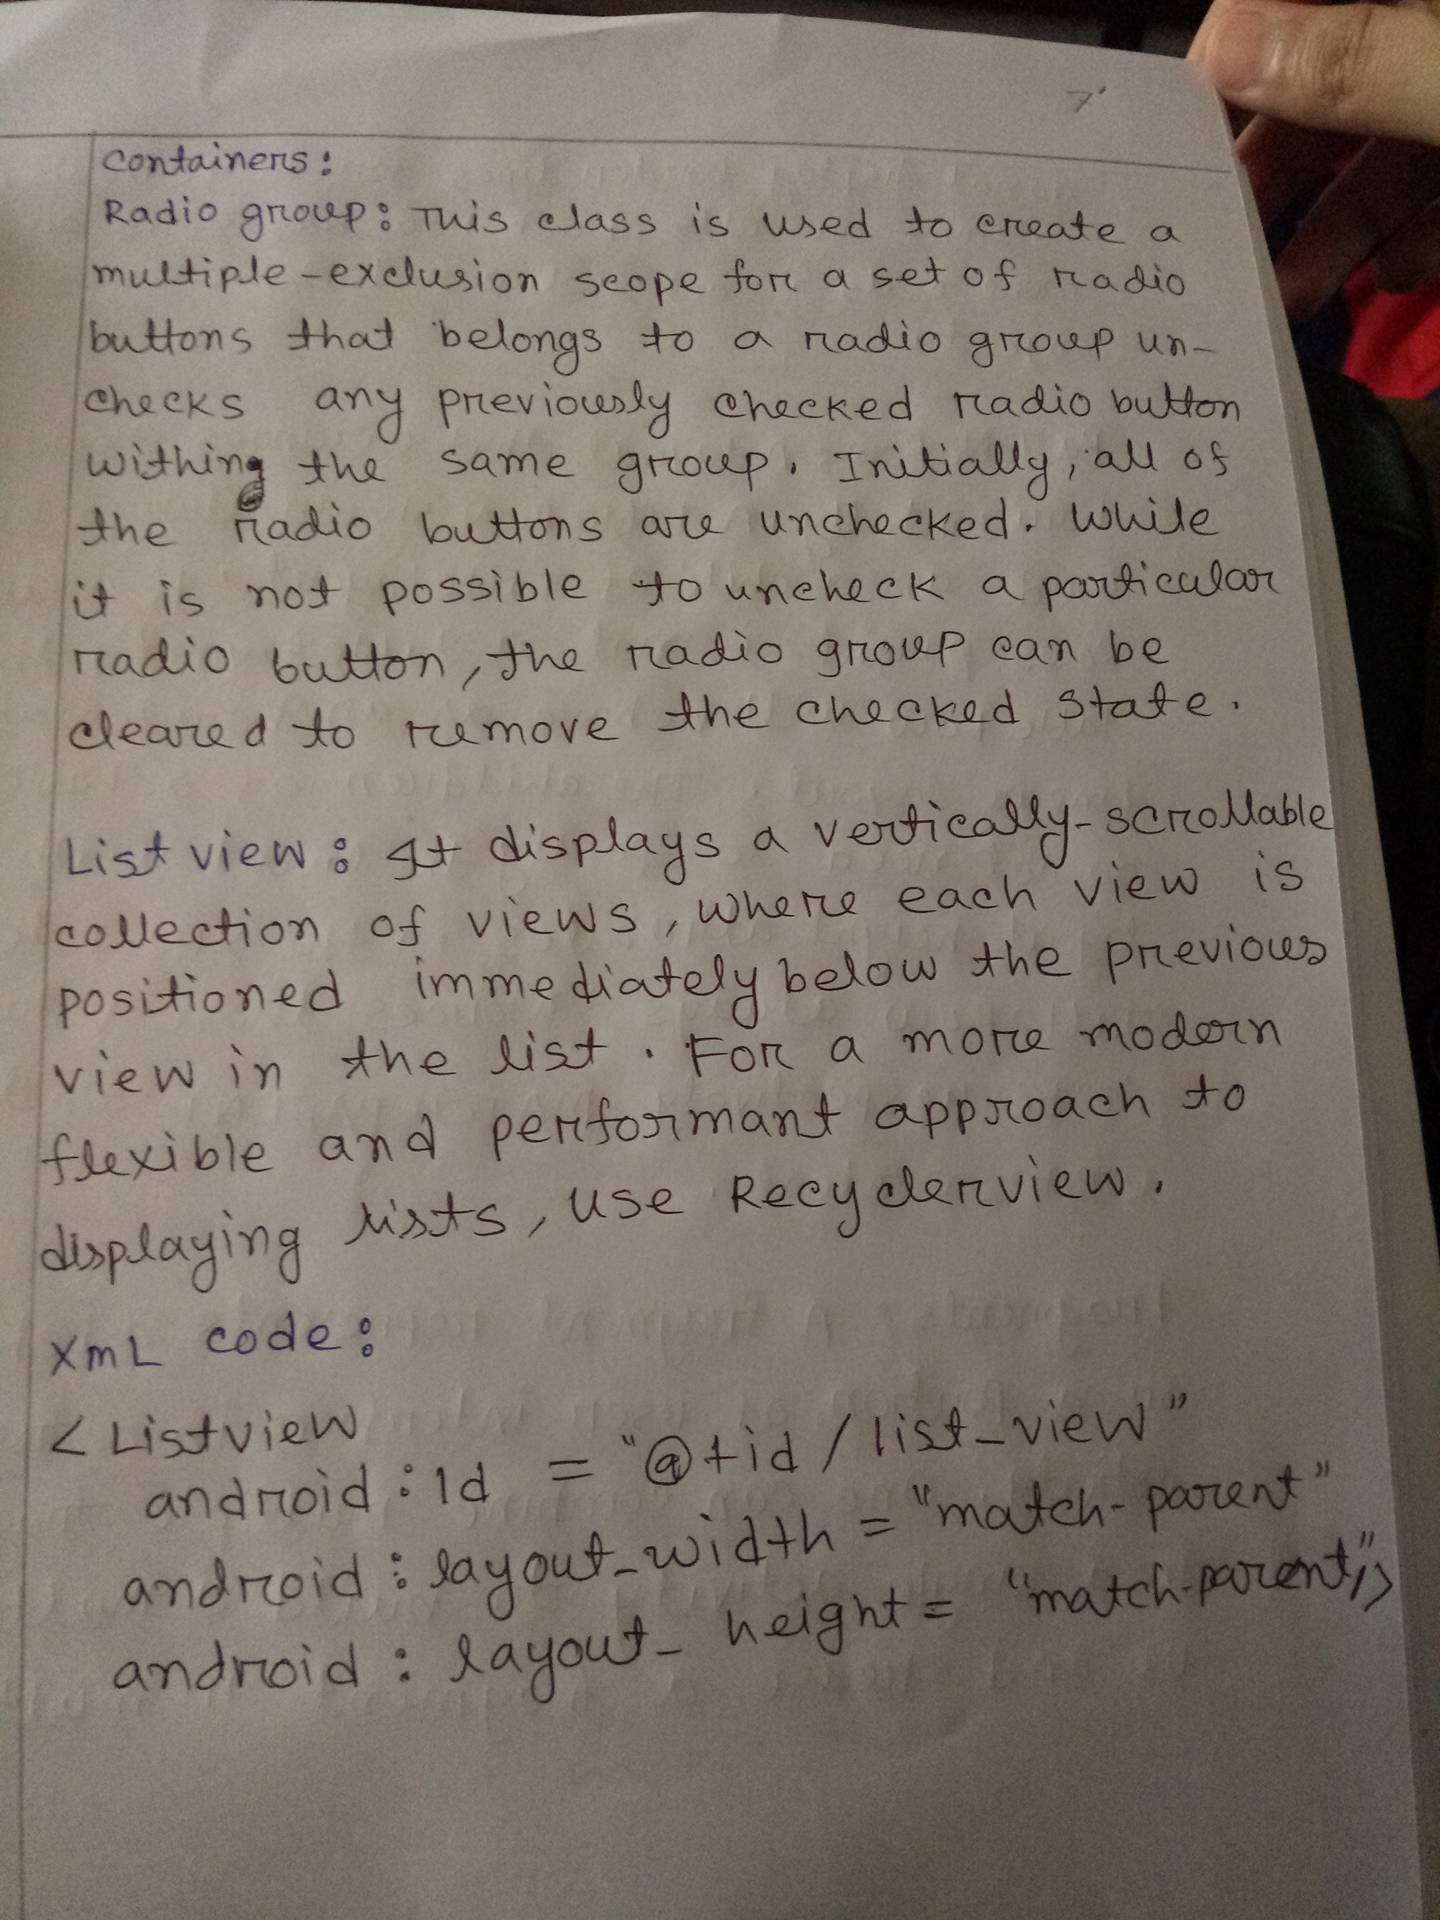 7
Containers:
Radio group: This class is used to create a
multiple-exclusion scope for a set of radio
buttons that belongs to a radio group un-
checks any previously checked radio button
withing the same group. Initially, all of
the radio buttons are unchecked. While
it is not possible to uncheck a particular
radio button, the radio group can be
cleared to remove the checked state.
List view: It displays a vertically-scrollable
collection of views, where each view is
positioned immediately below the previous
view in the list. For a more modern
flexible and performant approach to
displaying lists, use Recyclerview.
XmL code:
< Listview
android : id = "@+id / list_view"
android : layout_width = "match-parent"
android : layout_ height = "match-parent"/>